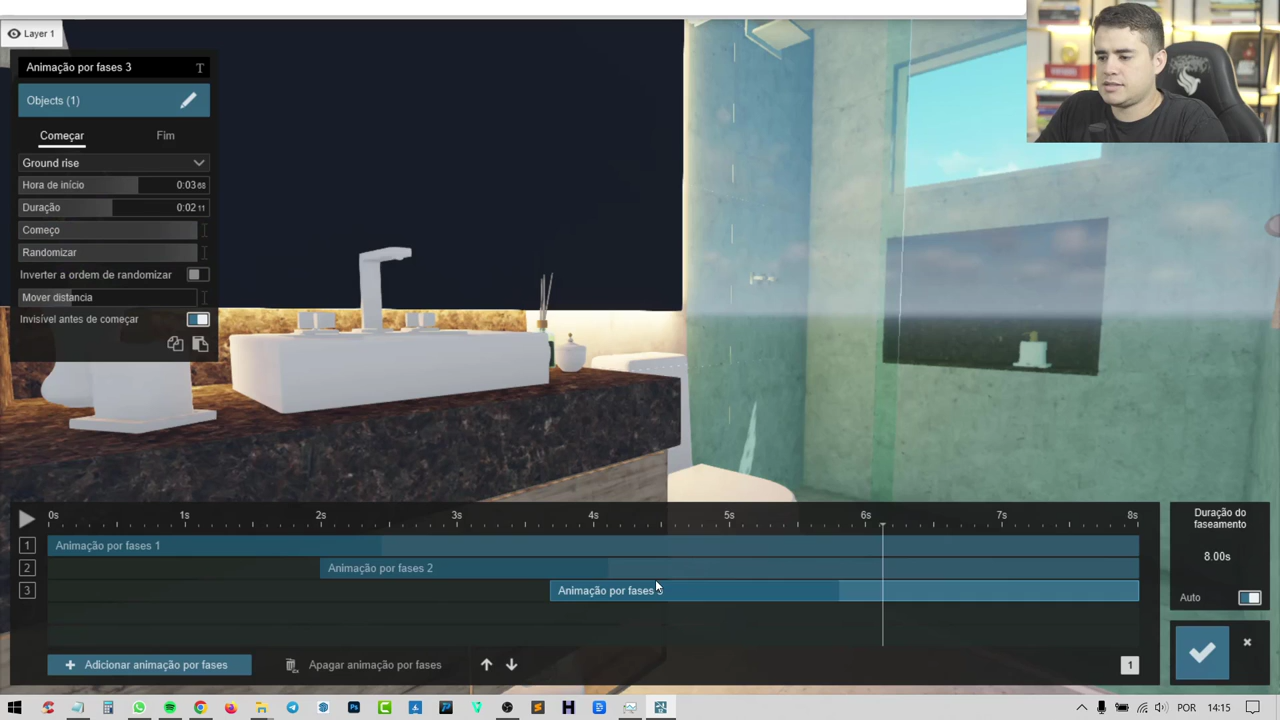 Layer 1
Animação por fases 3
Objects (1)
Começar Fim
Ground rise
Hora de início 0:03 68
Duração 0:02 11
Começo
Randomizar
Inverter a ordem de randomizar
Mover distancia
Invisível antes de começar
0s 1s 2s 3s 4s 5s 6s 7s 8s
1 Animação por fases 1
2 Animação por fases 2
3 Animação por fases
Adicionar animação por fases Apagar animação por fases 1
Duração do
faseamento
8.00s
Auto
POR 14:15